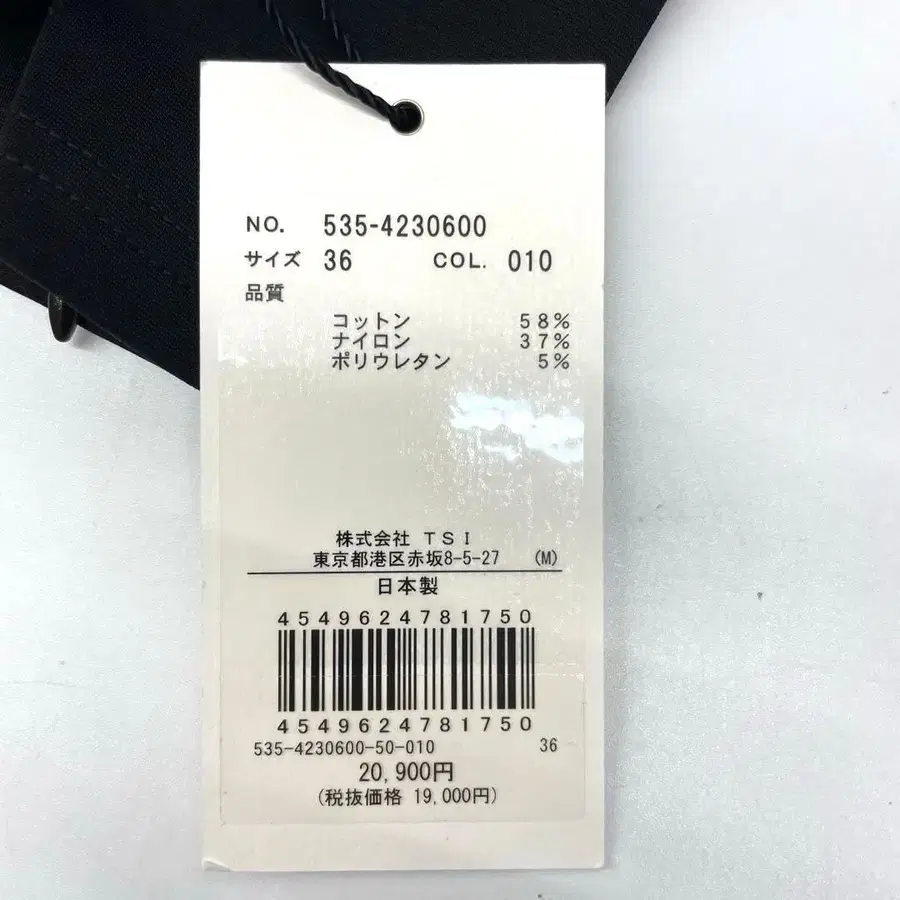 NO. 535-4230600
サイズ 36 COL. 010
品質
コットン 58%
ナイロン 37%
ポリウレタン 5%
株式会社 TSI
東京都港区赤坂8-5-27 (M)
日本製
4549624781750
4549624781750
535-4230600-50-010 36
20,900円
(税抜価格 19,000円)